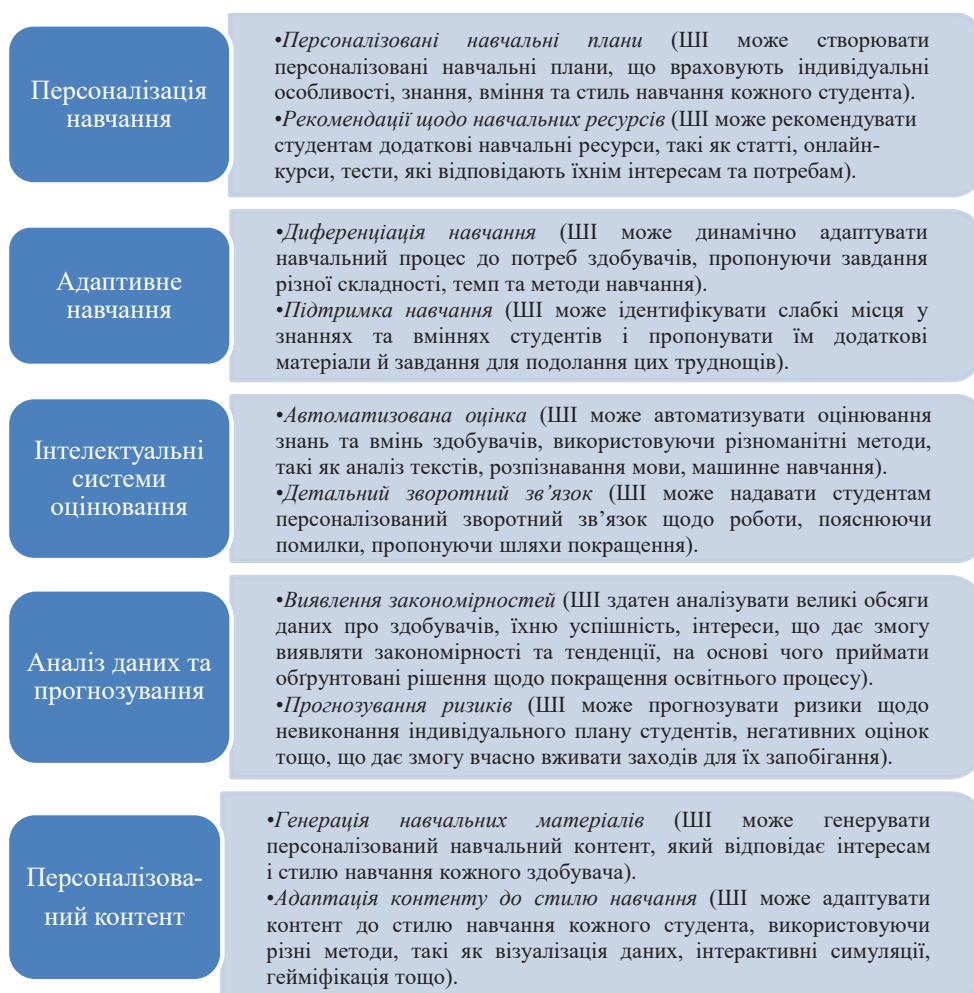 Персоналізація
навчання
•Персоналізовані навчальні плани (ШІ може створювати
персоналізовані навчальні плани, що враховують індивідуальні
особливості, знання, вміння та стиль навчання кожного студента).
•Рекомендації щодо навчальних ресурсів (ШІ може рекомендувати
студентам додаткові навчальні ресурси, такі як статті, онлайн-
курси, тести, які відповідають їхнім інтересам та потребам).
Адаптивне
навчання
•Диференціація навчання (ШІ може динамічно адаптувати
навчальний процес до потреб здобувачів, пропонуючи завдання
різної складності, темп та методи навчання).
•Підтримка навчання (ШІ може ідентифікувати слабкі місця у
знаннях та вміннях студентів і пропонувати їм додаткові
матеріали й завдання для подолання цих труднощів).
Інтелектуальні
системи
оцінювання
•Автоматизована оцінка (ШІ може автоматизувати оцінювання
знань та вмінь здобувачів, використовуючи різноманітні методи,
такі як аналіз текстів, розпізнавання мови, машинне навчання).
•Детальний зворотний зв’язок (ШІ може надавати студентам
персоналізований зворотний зв’язок щодо роботи, пояснюючи
помилки, пропонуючи шляхи покращення).
Аналіз даних та
прогнозування
•Виявлення закономірностей (ШІ здатен аналізувати великі обсяги
даних про здобувачів, їхню успішність, інтереси, що дає змогу
виявляти закономірності та тенденції, на основі чого приймати
обґрунтовані рішення щодо покращення освітнього процесу).
•Прогнозування ризиків (ШІ може прогнозувати ризики щодо
невиконання індивідуального плану студентів, негативних оцінок
тощо, що дає змогу вчасно вживати заходів для їх запобігання).
Персоналізова-
ний контент
•Генерація навчальних матеріалів (ШІ може генерувати
персоналізований навчальний контент, який відповідає інтересам
і стилю навчання кожного здобувача).
•Адаптація контенту до стилю навчання (ШІ може адаптувати
контент до стилю навчання кожного студента, використовуючи
різні методи, такі як візуалізація даних, інтерактивні симуляції,
гейміфікація тощо).